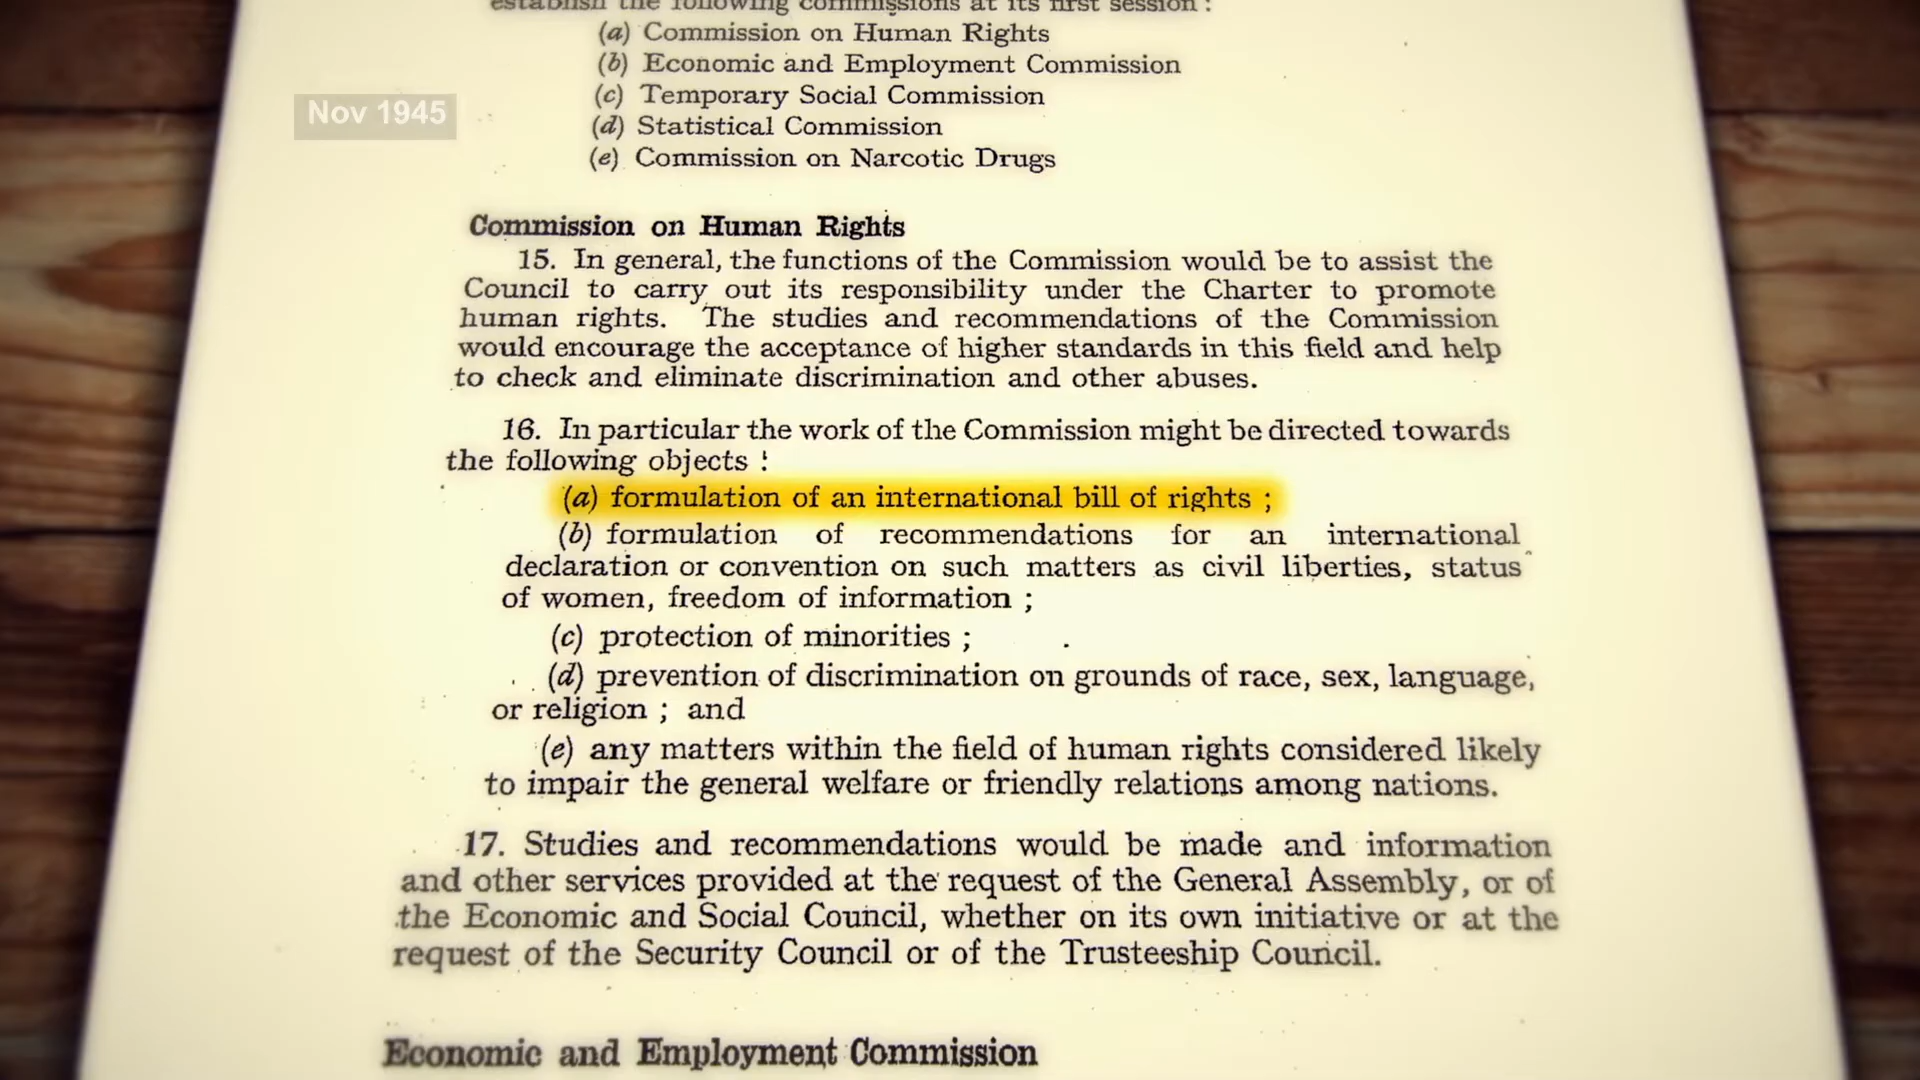 establish the following commissions at its first session :
(a) Commission on Human Rights
(b) Economic and Employment Commission
Nov 1945
(c) Temporary Social Commission
(d) Statistical Commission
(e) Commission on Narcotic Drugs
Commission on Human Rights
15. In general, the functions of the Commission would be to assist the
Council to carry out its responsibility under the Charter to promote
human rights. The studies and recommendations of the Commission
would encourage the acceptance of higher standards in this field and help
to check and eliminate discrimination and other abuses.
16. In particular the work of the Commission might be directed towards
the following objects :
(a) formulation of an international bill of rights ;
(b) formulation of recommendations for an international
declaration or convention on such matters as civil liberties, status
of women, freedom of information ;
(c) protection of minorities ;
(d) prevention of discrimination on grounds of race, sex, language,
or religion ; and
(e) any matters within the field of human rights considered likely
to impair the general welfare or friendly relations among nations.
17. Studies and recommendations would be made and information
and other services provided at the request of the General Assembly, or of
the Economic and Social Council, whether on its own initiative or at the
request of the Security Council or of the Trusteeship Council.
Economic and Employment Commission